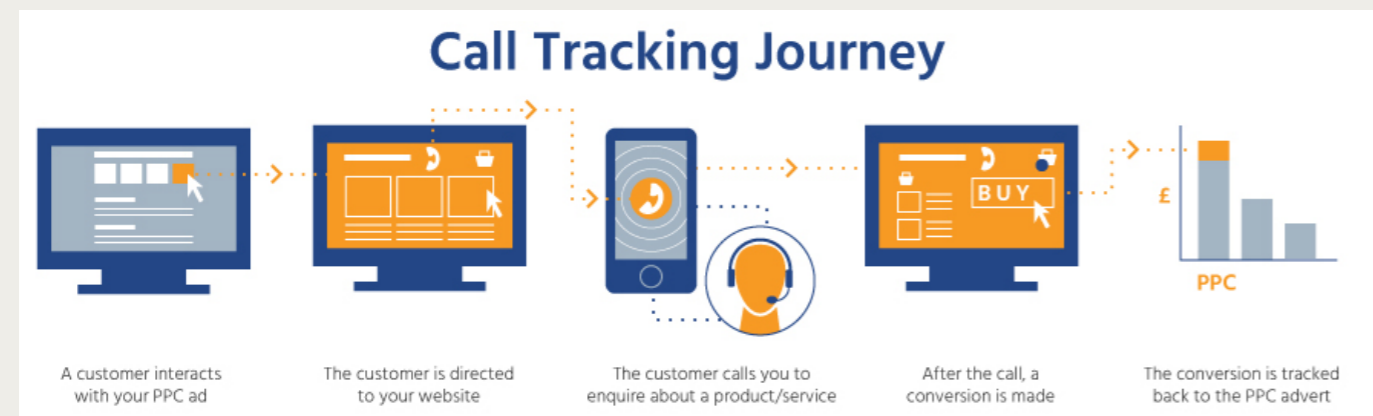 Call Tracking Journey
BUY
£
PPC
A customer interacts
with your PPC ad
The customer is directed
to your website
The customer calls you to
enquire about a product/service
After the call, a
conversion is made
The conversion is tracked
back to the PPC advert